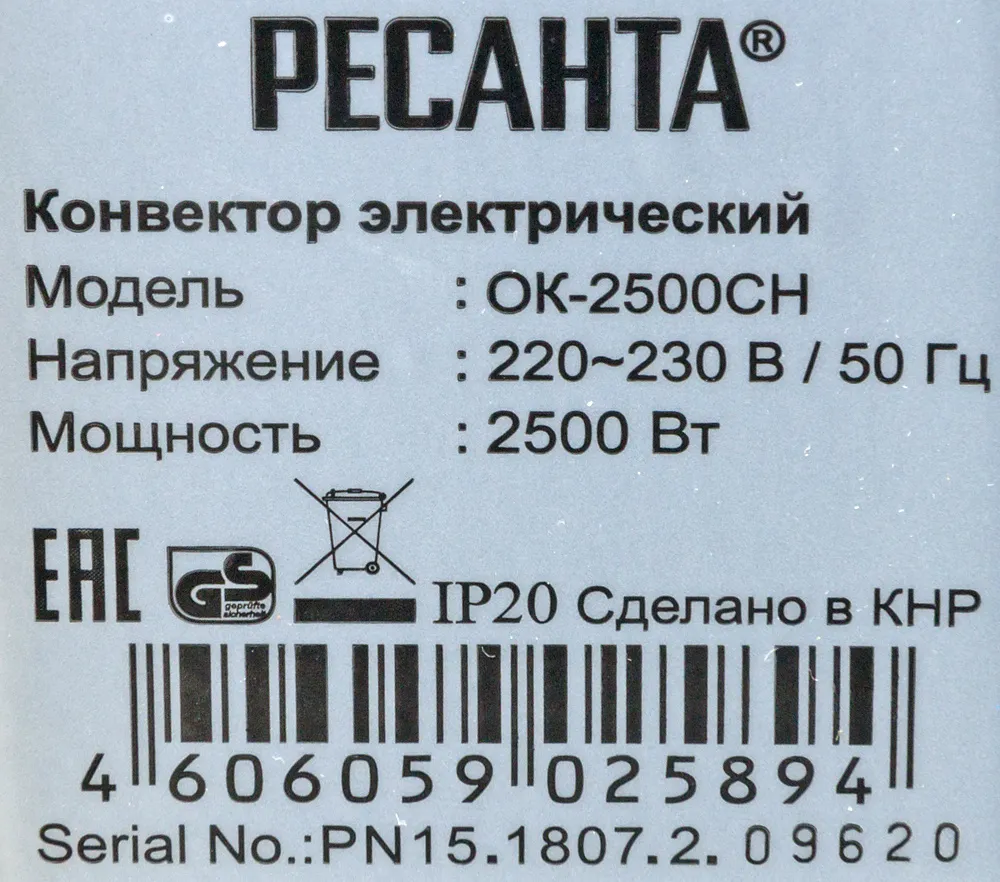 РЕСАНТА®
Конвектор электрический
Модель : ОК-2500СН
Напряжение : 220~230 В / 50 Гц
Мощность : 2500 Вт
EAC GS geprüfte sicherheit IP20 Сделано в КНР
4 606059 025894
Serial No.:PN15.1807.2. 09620